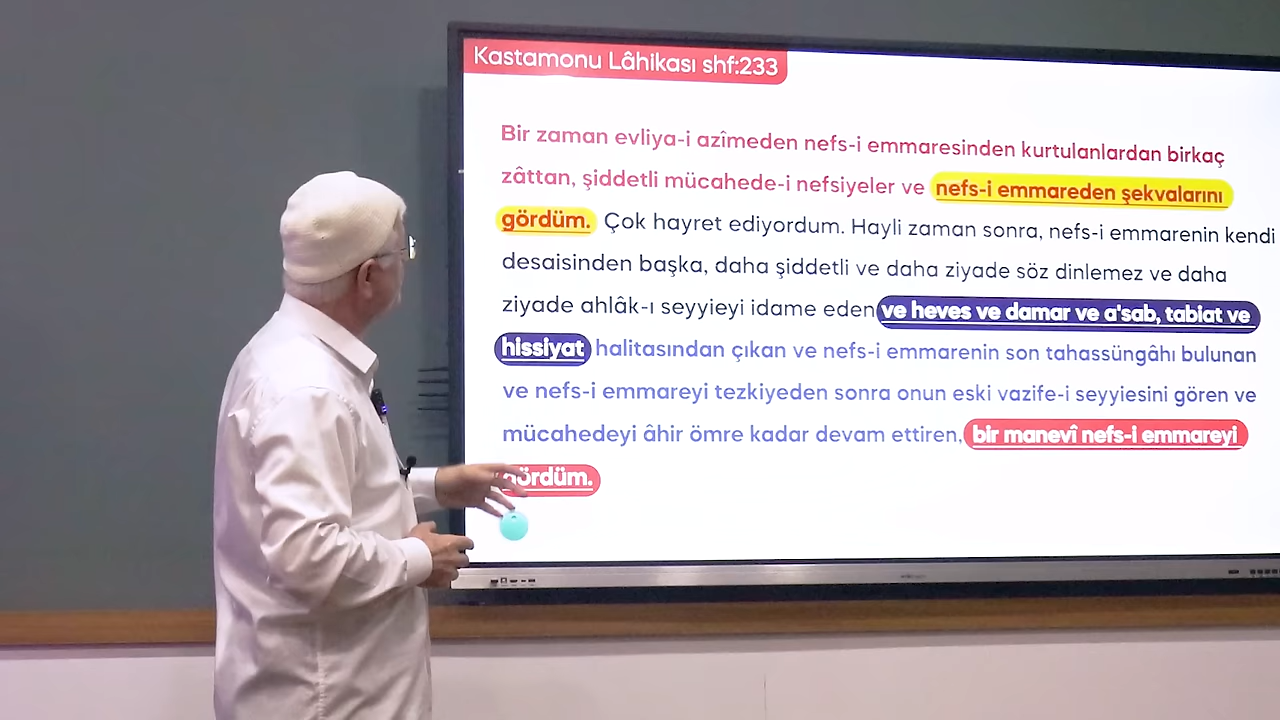 Kastamonu Lâhikası shf:233
Bir zaman evliya-i azîmeden nefs-i emmaresinden kurtulanlardan birkaç
zâttan, şiddetli mücahede-i nefsiyeler ve nefs-i emmareden şekvalarını
gördüm. Çok hayret ediyordum. Hayli zaman sonra, nefs-i emmarenin kendi
desaisinden başka, daha şiddetli ve daha ziyade söz dinlemez ve daha
ziyade ahlâk-ı seyyieyi idame eden ve heves ve damar ve a'sab, tabiat ve
hissiyat halitasından çıkan ve nefs-i emmarenin son tahassüngâhı bulunan
ve nefs-i emmareyi tezkiyeden sonra onun eski vazife-i seyyiesini gören ve
mücahedeyi âhir ömre kadar devam ettiren, bir manevî nefs-i emmareyi
gördüm.